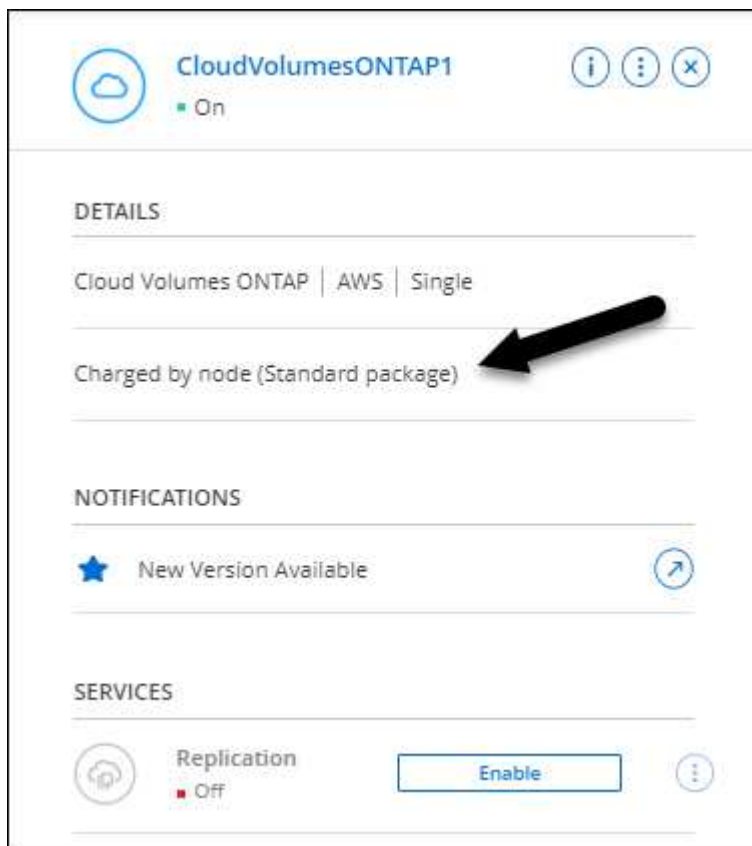 CloudVolumesONTAP1
On
DETAILS
Cloud Volumes ONTAP | AWS | Single
Charged by node (Standard package)
NOTIFICATIONS
New Version Available
SERVICES
Replication
Off
Enable